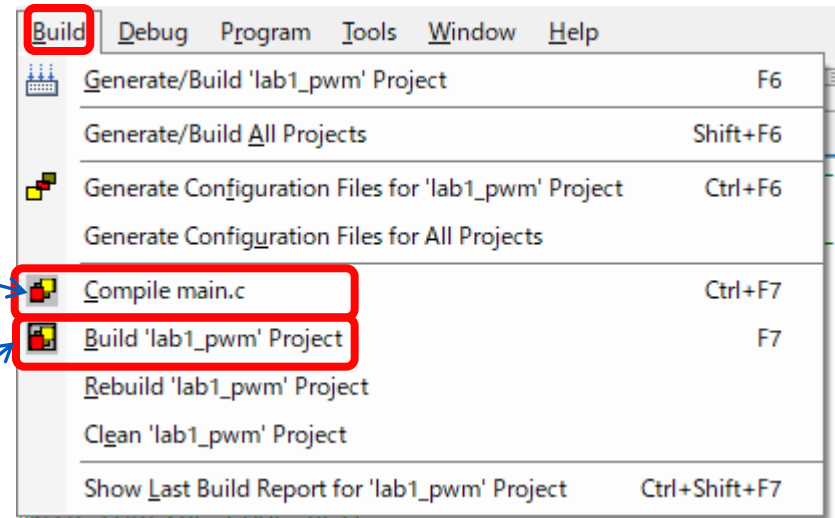 Build Debug Program Tools Window Help
Generate/Build 'lab1_pwm' Project F6
Generate/Build All Projects Shift+F6
Generate Configuration Files for 'lab1_pwm' Project Ctrl+F6
Generate Configuration Files for All Projects
Compile main.c Ctrl+F7
Build 'lab1_pwm' Project F7
Rebuild 'lab1_pwm' Project
Clean 'lab1_pwm' Project
Show Last Build Report for 'lab1_pwm' Project Ctrl+Shift+F7